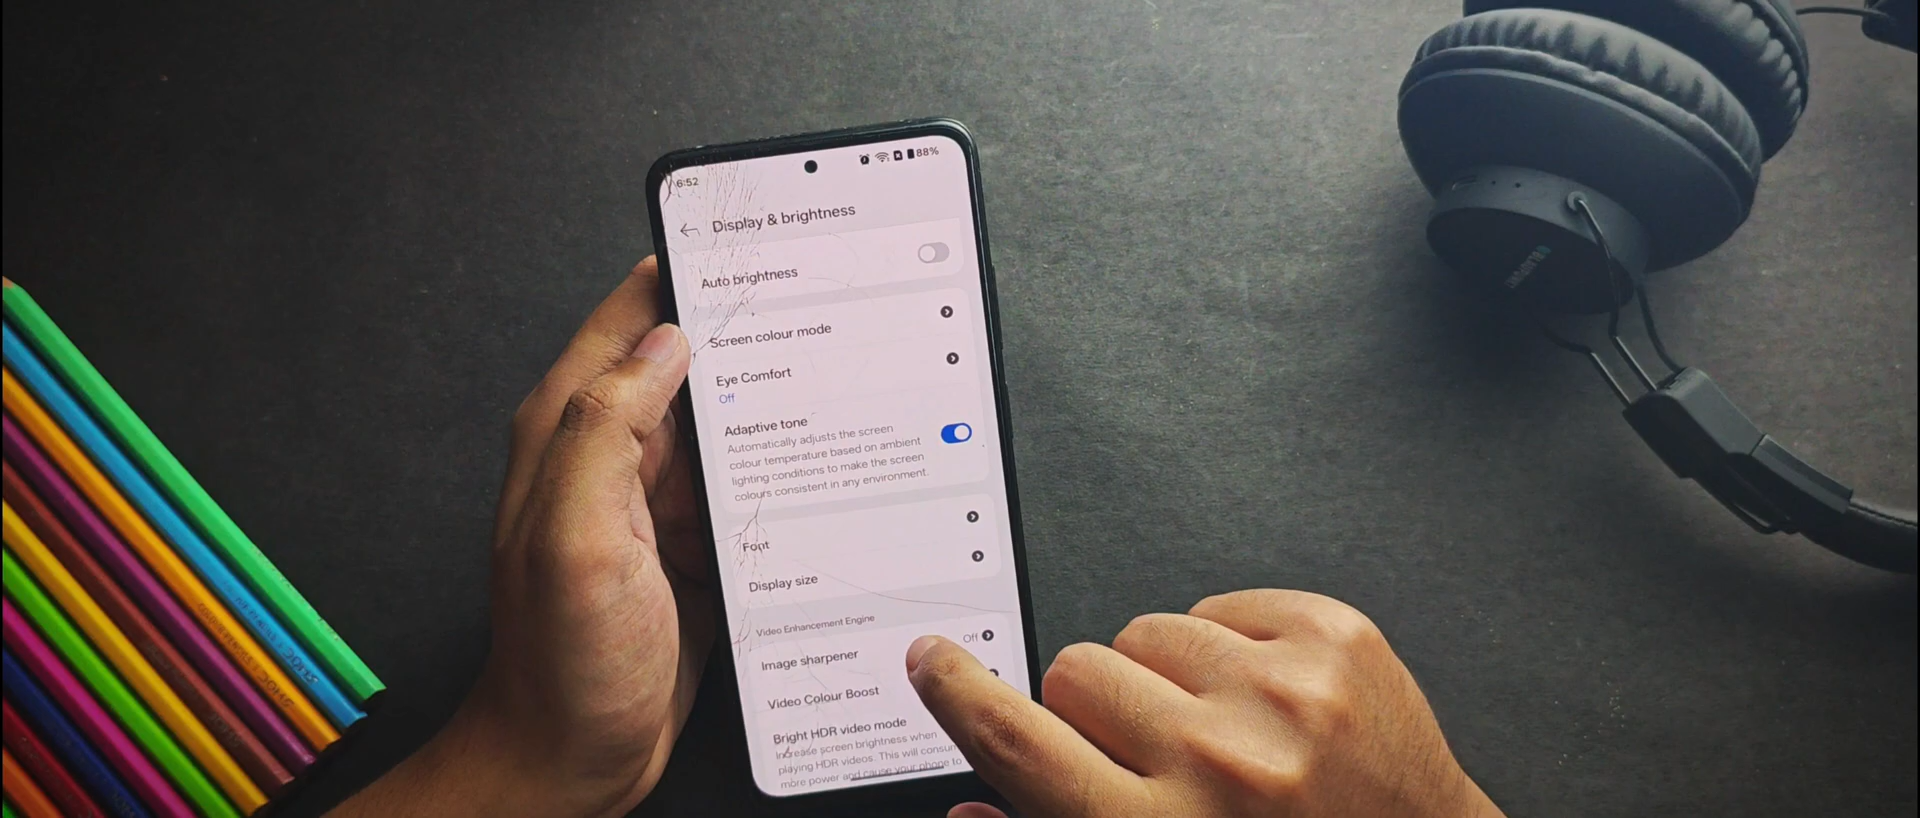 6:52
88%
Display & brightness
Auto brightness
Screen colour mode
Eye Comfort
Off
Adaptive tone
Automatically adjusts the screen
colour temperature based on ambient
lighting conditions to make the screen
colours consistent in any environment.
Font
Display size
Video Enhancement Engine
Image sharpener
Off
Video Colour Boost
Bright HDR video mode
Increase screen brightness when
playing HDR videos. This will consum
more power and cause your phone to